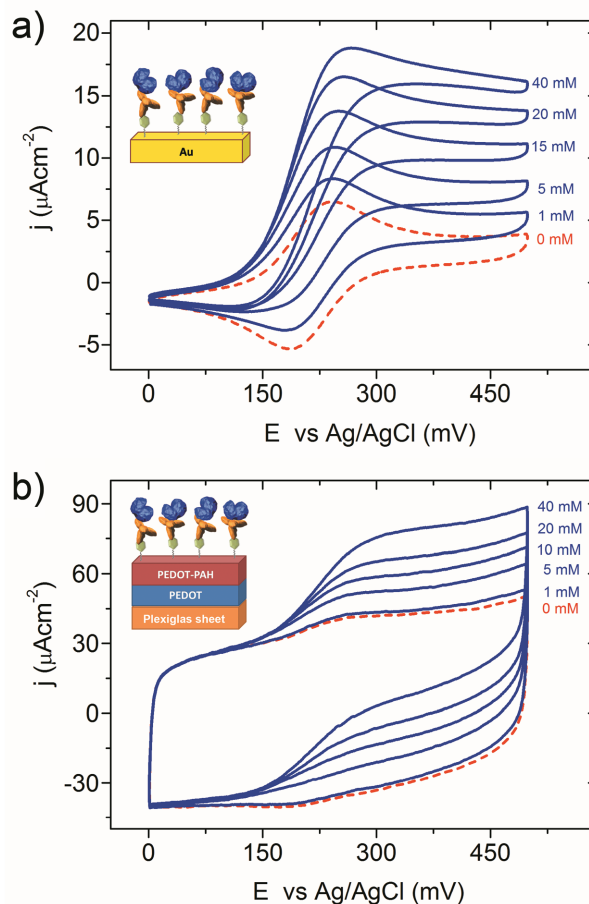 a)
20
15
10
5
0
-5
j (µAcm-2)
Au
40 mM
20 mM
15 mM
5 mM
1 mM
0 mM
0
150
300
450
E vs Ag/AgCl (mV)
b)
90
60
30
0
-30
j (µAcm-2)
PEDOT-PAH
PEDOT
Plexiglas sheet
40 mM
20 mM
10 mM
5 mM
1 mM
0 mM
0
150
300
450
E vs Ag/AgCl (mV)